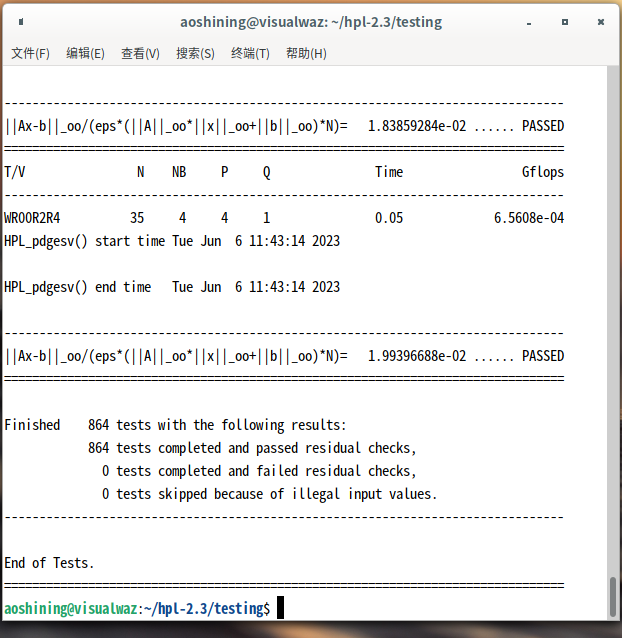 aoshining@visualwaz: ~/hpl-2.3/testing
文件(F) 编辑(E) 查看(V) 搜索(S) 终端(T) 帮助(H)
--------------------------------------------------------------------------------
||Ax-b||_oo/(eps*(||A||_oo*||x||_oo+||b||_oo)*N)=   1.83859284e-02 ...... PASSED
================================================================================
T/V                N    NB     P     Q               Time                 Gflops
--------------------------------------------------------------------------------
WR00R2R4          35     4     4     1               0.05             6.5608e-04
HPL_pdgesv() start time Tue Jun  6 11:43:14 2023
HPL_pdgesv() end time   Tue Jun  6 11:43:14 2023
--------------------------------------------------------------------------------
||Ax-b||_oo/(eps*(||A||_oo*||x||_oo+||b||_oo)*N)=   1.99396688e-02 ...... PASSED
================================================================================
Finished    864 tests with the following results:
            864 tests completed and passed residual checks,
              0 tests completed and failed residual checks,
              0 tests skipped because of illegal input values.
--------------------------------------------------------------------------------
End of Tests.
================================================================================
aoshining@visualwaz:~/hpl-2.3/testing$